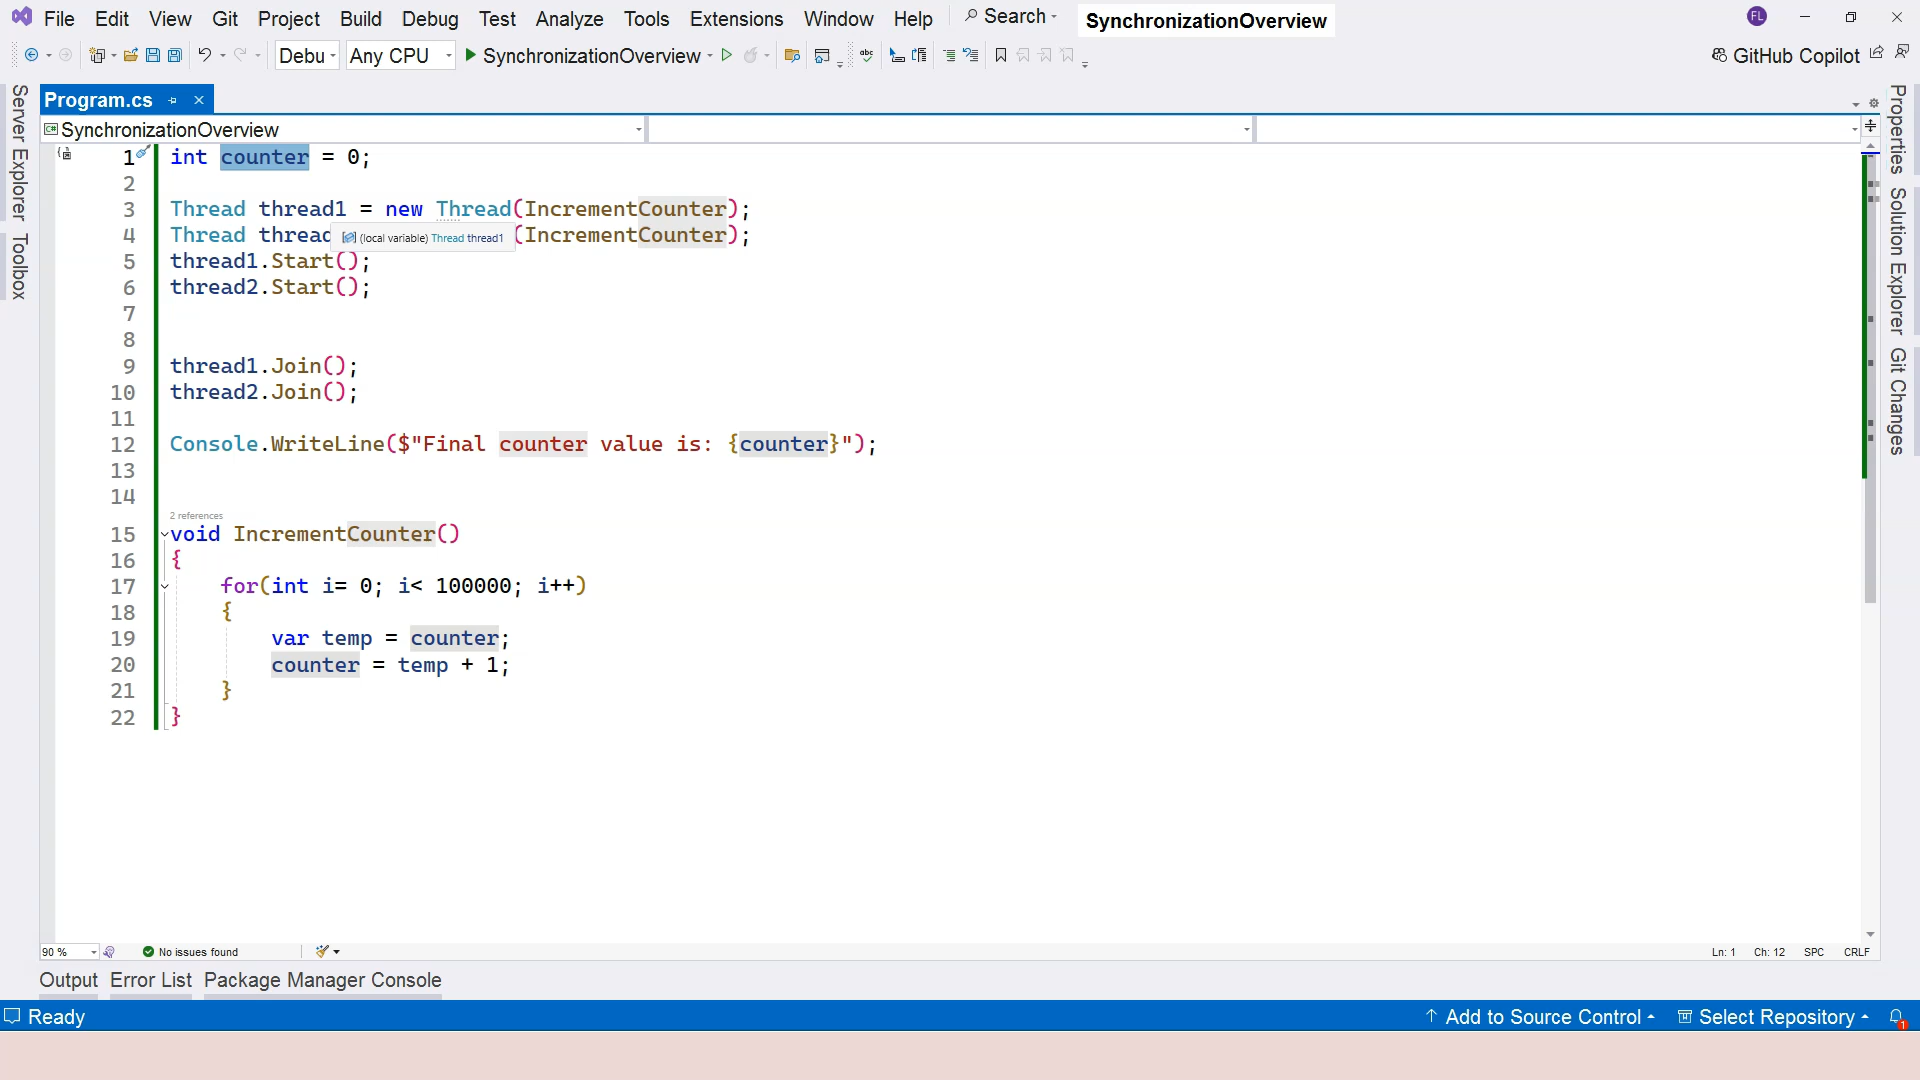 File Edit View Git Project Build Debug Test Analyze Tools Extensions Window Help Search SynchronizationOverview FL
Debu Any CPU SynchronizationOverview abc GitHub Copilot
Server Explorer
Toolbox
Program.cs
C# SynchronizationOverview
1 int counter = 0;
2
3 Thread thread1 = new Thread(IncrementCounter);
4 Thread thread (IncrementCounter);
(local variable) Thread thread1
5 thread1.Start();
6 thread2.Start();
7
8
9 thread1.Join();
10 thread2.Join();
11
12 Console.WriteLine($"Final counter value is: {counter}");
13
14
2 references
15 void IncrementCounter()
16 {
17 for(int i= 0; i< 100000; i++)
18 {
19 var temp = counter;
20 counter = temp + 1;
21 }
22 }
Properties
Solution Explorer
Git Changes
90 % No issues found Ln: 1 Ch: 12 SPC CRLF
Output Error List Package Manager Console
Ready Add to Source Control Select Repository 1